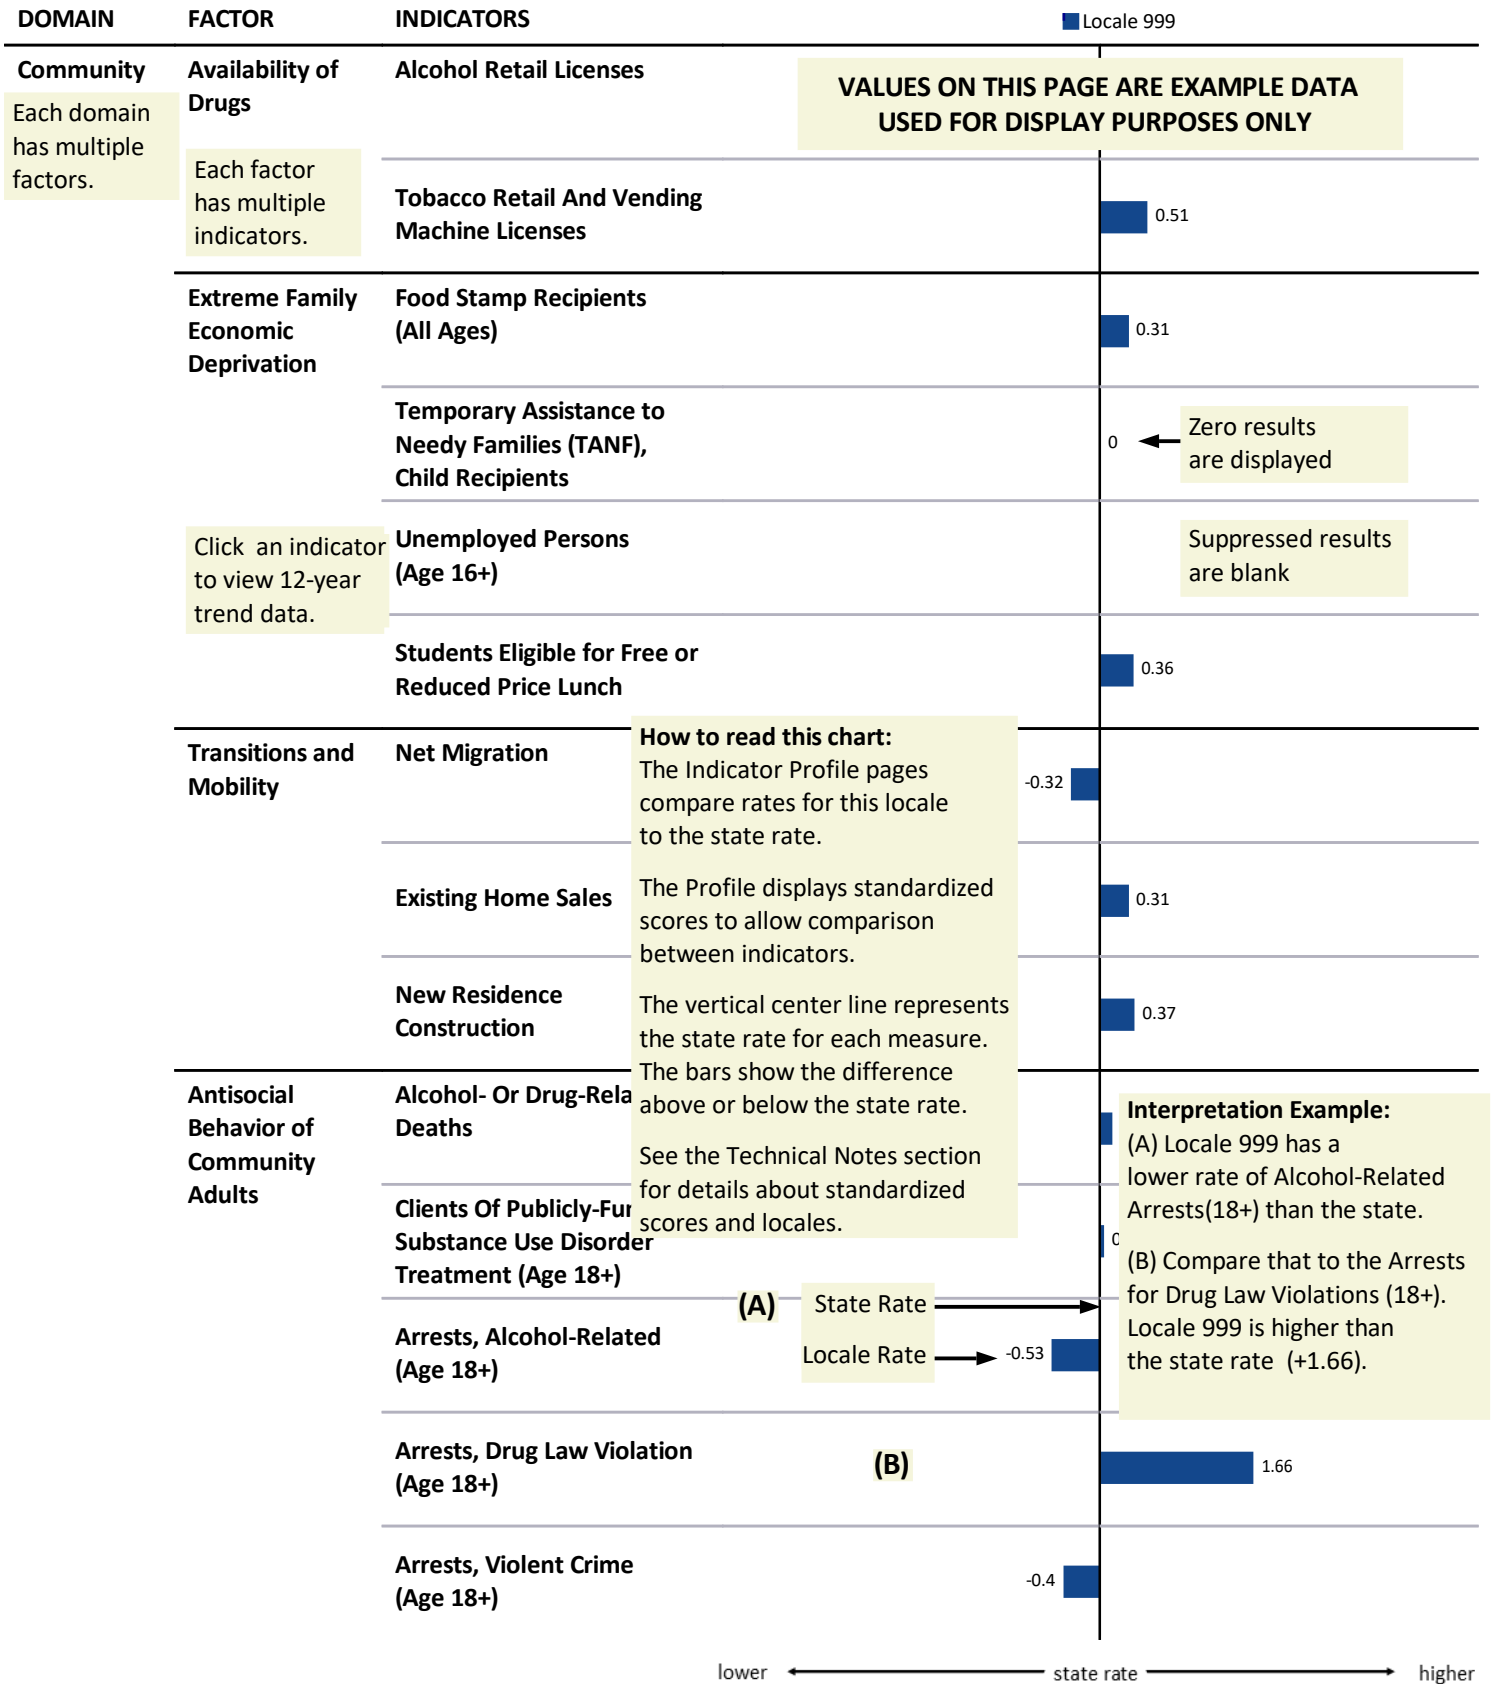 DOMAIN FACTOR INDICATORS Locale 999
Community
Each domain
has multiple
factors.
Availability of
Drugs
Each factor
has multiple
indicators.
Alcohol Retail Licenses
VALUES ON THIS PAGE ARE EXAMPLE DATA
USED FOR DISPLAY PURPOSES ONLY
Tobacco Retail And Vending
Machine Licenses
0.51
Extreme Family
Economic
Deprivation
Food Stamp Recipients
(All Ages)
0.31
Temporary Assistance to
Needy Families (TANF),
Child Recipients
0
Zero results
are displayed
Click an indicator
to view 12-year
trend data.
Unemployed Persons
(Age 16+)
Suppressed results
are blank
Students Eligible for Free or
Reduced Price Lunch
0.36
Transitions and
Mobility
Net Migration
-0.32
How to read this chart:
The Indicator Profile pages
compare rates for this locale
to the state rate.
The Profile displays standardized
scores to allow comparison
between indicators.
The vertical center line represents
the state rate for each measure.
The bars show the difference
above or below the state rate.
See the Technical Notes section
for details about standardized
scores and locales.
Existing Home Sales
0.31
New Residence
Construction
0.37
Antisocial
Behavior of
Community
Adults
Alcohol- Or Drug-Rela
Deaths
Interpretation Example:
(A) Locale 999 has a
lower rate of Alcohol-Related
Arrests(18+) than the state.
(B) Compare that to the Arrests
for Drug Law Violations (18+).
Locale 999 is higher than
the state rate (+1.66).
Clients Of Publicly-Fu
Substance Use Disorder
Treatment (Age 18+)
Arrests, Alcohol-Related
(Age 18+)
(A) State Rate
Locale Rate -0.53
Arrests, Drug Law Violation
(Age 18+)
(B)
1.66
Arrests, Violent Crime
(Age 18+)
-0.4
lower state rate higher